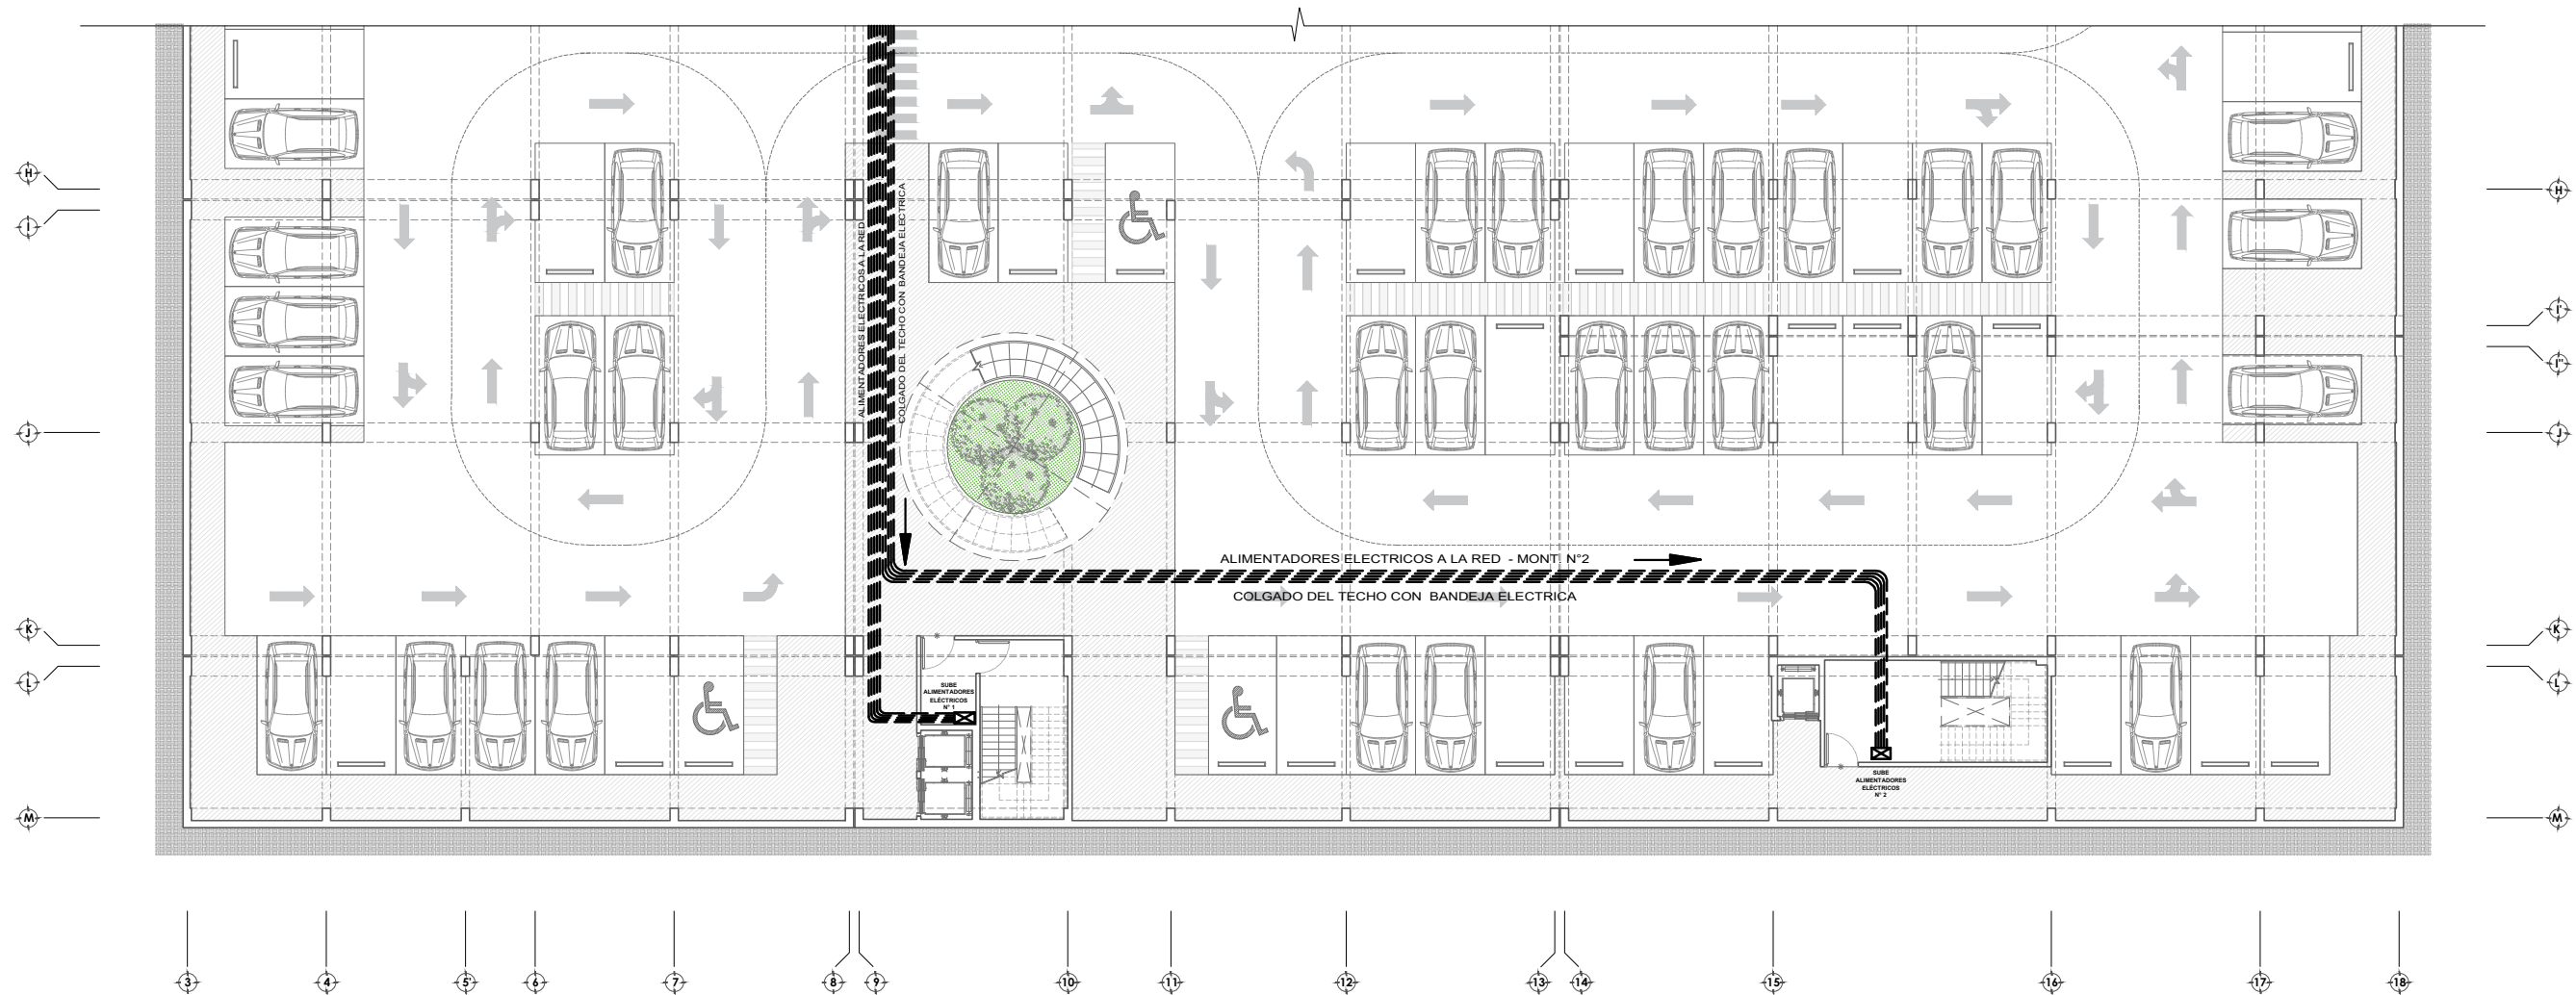 H
I
J
K
L
M
H
I'
I''
J
K
L
M
ALIMENTADORES ELECTRICOS A LA RED
COLGADO DEL TECHO CON BANDEJA ELECTRICA
ALIMENTADORES ELECTRICOS A LA RED - MONT. N°2
COLGADO DEL TECHO CON BANDEJA ELECTRICA
SUBE
ALIMENTADORES
ELÉCTRICOS
N° 1
SUBE
ALIMENTADORES
ELÉCTRICOS
N° 2
3
4
5'
6
7
8
9
10
11
12
13
14
15
16
17
18